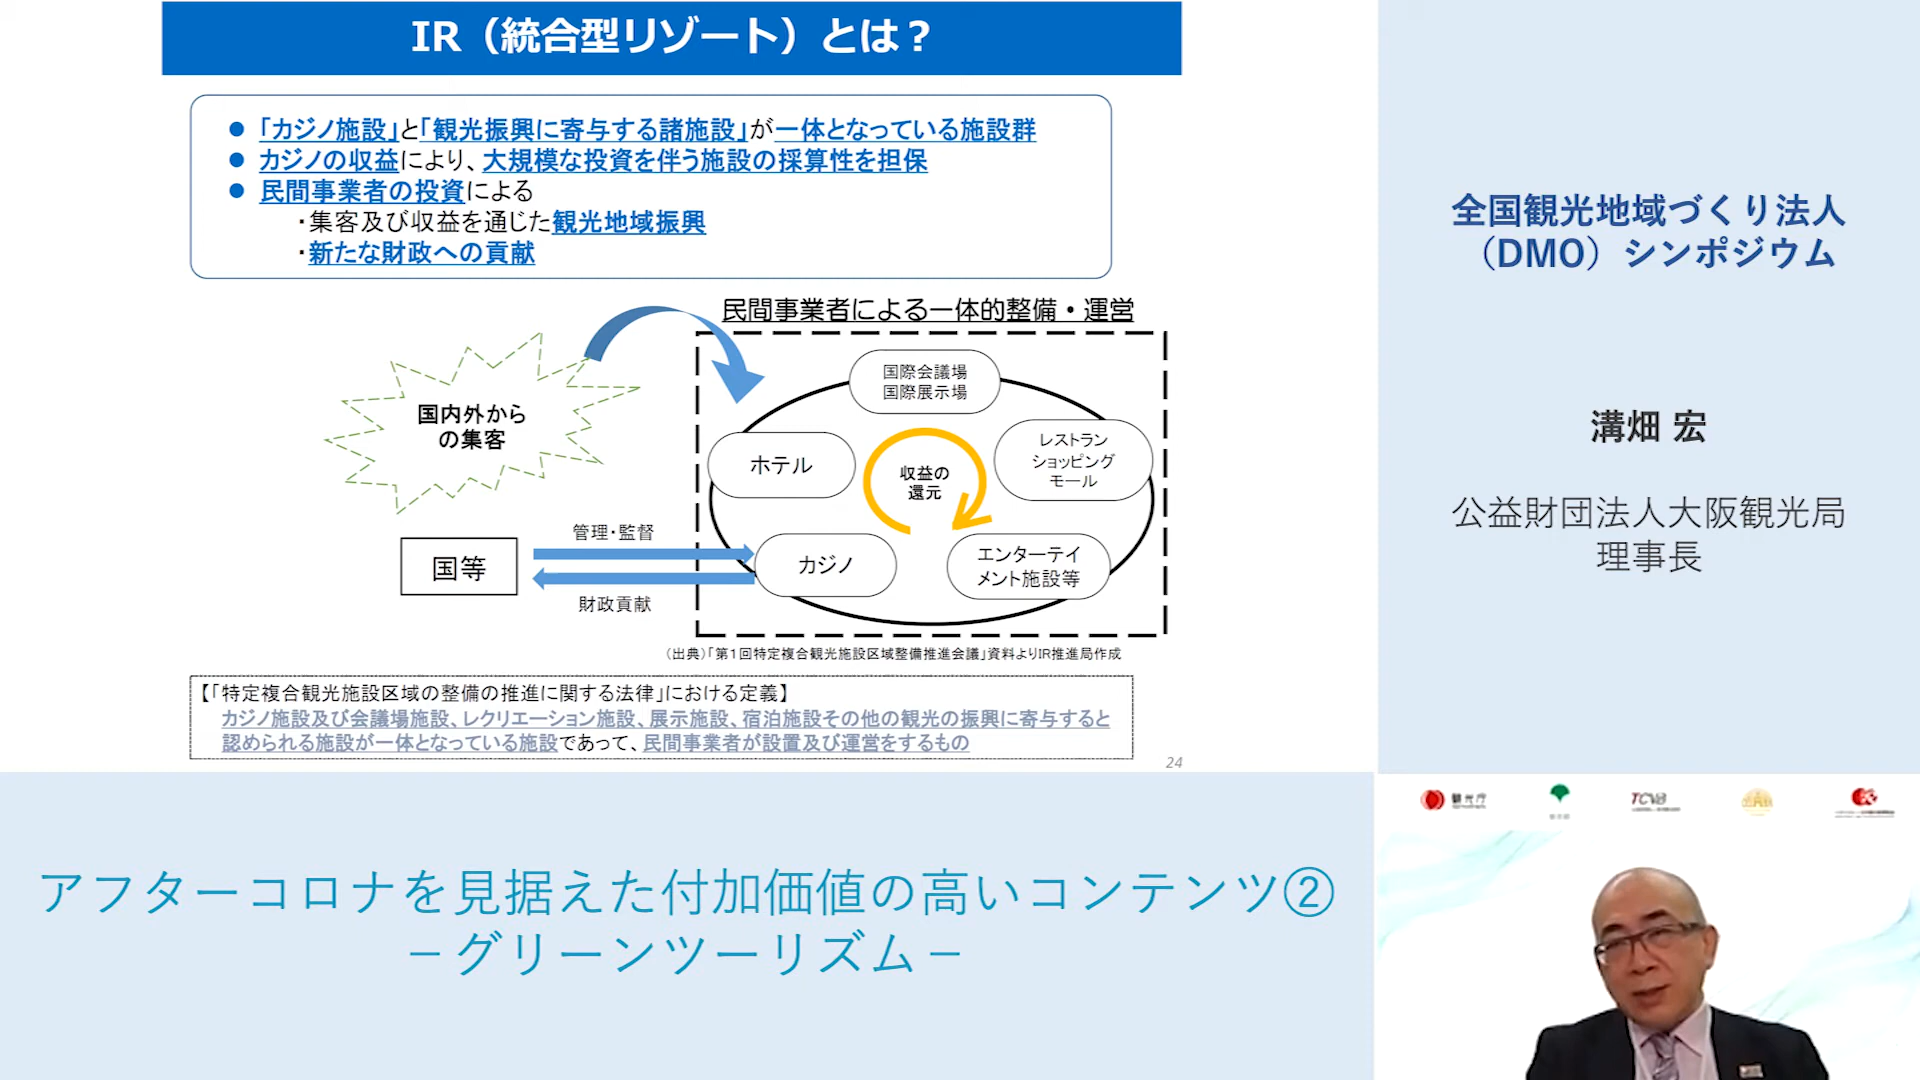 IR（統合型リゾート）とは？
● 「カジノ施設」と「観光振興に寄与する諸施設」が一体となっている施設群
● カジノの収益により、大規模な投資を伴う施設の採算性を担保
● 民間事業者の投資による
・集客及び収益を通じた観光地域振興
・新たな財政への貢献
民間事業者による一体的整備・運営
国内外から
の集客
国際会議場
国際展示場
ホテル
レストラン
ショッピング
モール
収益の
還元
カジノ
エンターテイ
メント施設等
国等
管理・監督
財政貢献
（出典）「第１回特定複合観光施設区域整備推進会議」資料よりIR推進局作成
【「特定複合観光施設区域の整備の推進に関する法律」における定義】
カジノ施設及び会議場施設、レクリエーション施設、展示施設、宿泊施設その他の観光の振興に寄与すると
認められる施設が一体となっている施設であって、民間事業者が設置及び運営をするもの
24
全国観光地域づくり法人
（DMO）シンポジウム
溝畑 宏
公益財団法人大阪観光局
理事長
観光庁
TCVB
アフターコロナを見据えた付加価値の高いコンテンツ②
－グリーンツーリズム－